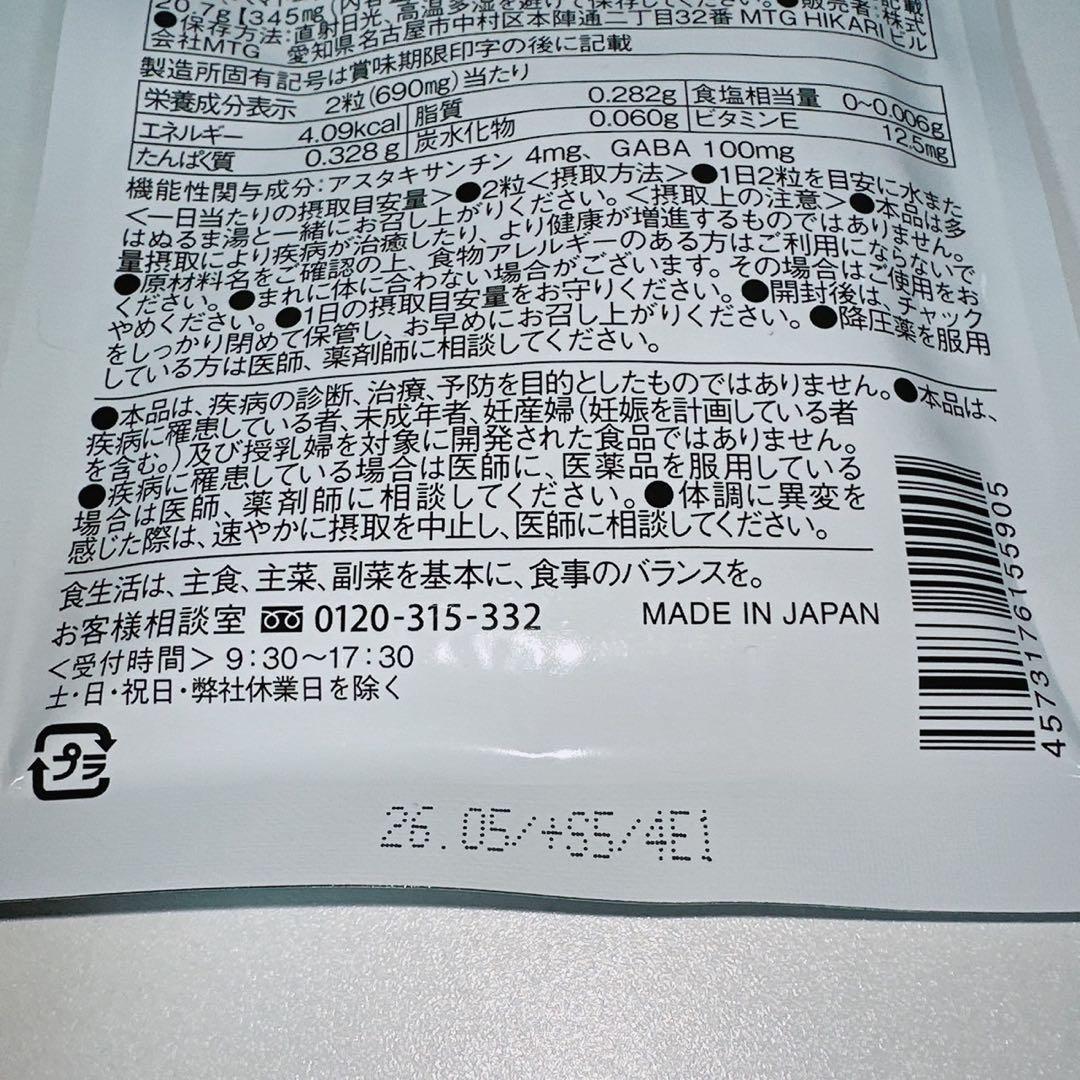 20.7g【345mg(内容
●保存方法:直射日光、高温多湿を避けて保存してください。●販売者:株式
会社MTG 愛知県名古屋市中村区本陣通二丁目32番 MTG HIKARIビル
製造所固有記号は賞味期限印字の後に記載
栄養成分表示 2粒(690mg)当たり
エネルギー 4.09kcal 脂質 0.282g 食塩相当量 0~0.006g
たんぱく質 0.328g 炭水化物 0.060g ビタミンE 12.5mg
機能性関与成分:アスタキサンチン 4mg、GABA 100mg
<一日当たりの摂取目安量>●2粒<摂取方法>●1日2粒を目安に水また
はぬるま湯と一緒にお召し上がりください。<摂取上の注意>●本品は多
量摂取により疾病が治癒したり、より健康が増進するものではありません。
●原材料名をご確認の上、食物アレルギーのある方はご利用にならないで
ください。●まれに体に合わない場合がございます。その場合はご使用をお
やめください。●1日の摂取目安量をお守りください。●開封後は、チャック
をしっかり閉めて保管し、お早めにお召し上がりください。●降圧薬を服用
している方は医師、薬剤師に相談してください。
●本品は、疾病の診断、治療、予防を目的としたものではありません。●本品は、
疾病に罹患している者、未成年者、妊産婦(妊娠を計画している者
を含む。)及び授乳婦を対象に開発された食品ではありません。
●疾病に罹患している場合は医師に、医薬品を服用している
場合は医師、薬剤師に相談してください。●体調に異変を
感じた際は、速やかに摂取を中止し、医師に相談してください。
食生活は、主食、主菜、副菜を基本に、食事のバランスを。
お客様相談室 0120-315-332 MADE IN JAPAN
<受付時間>9:30~17:30
土・日・祝日・弊社休業日を除く
4573176155905
プラ
26.05/+S5/4E1